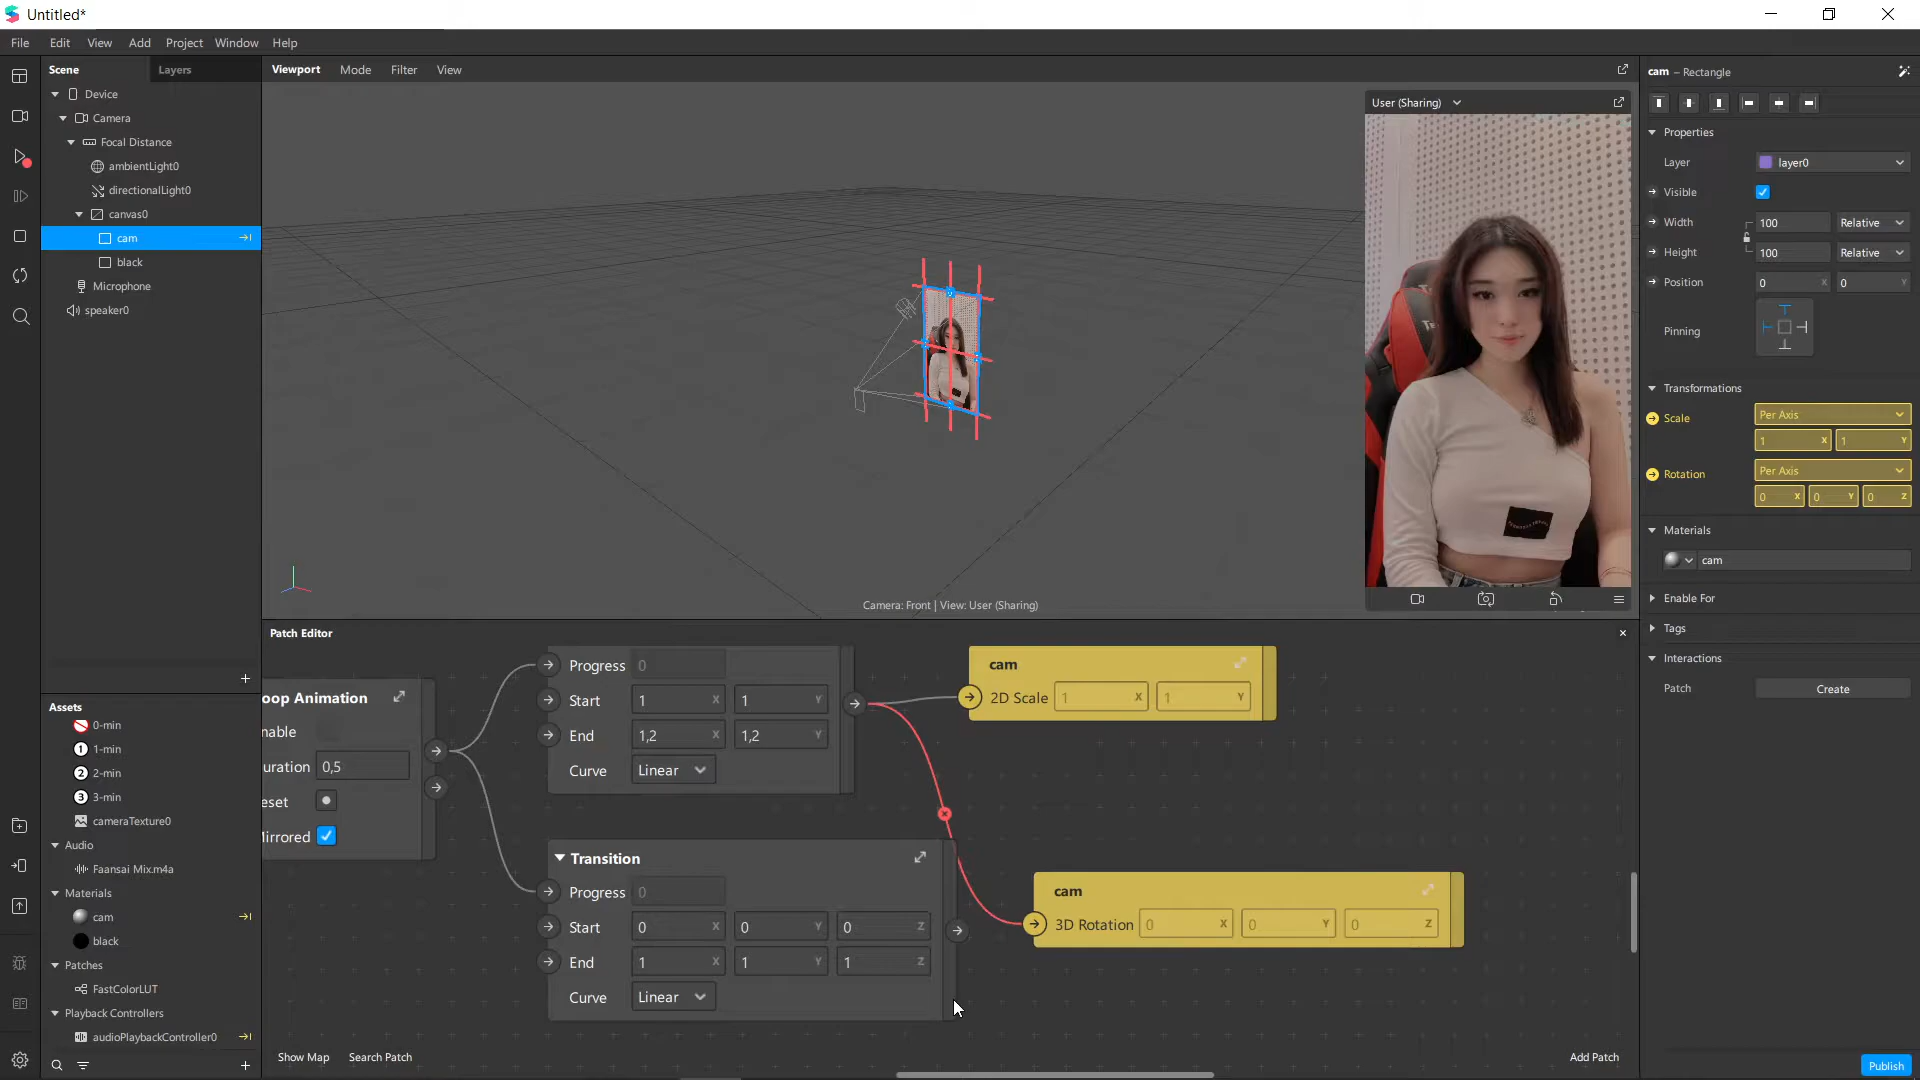 Untitled*
File Edit View Add Project Window Help
Scene Layers
Device
Camera
Focal Distance
ambientLight0
directionalLight0
canvas0
cam
black
Microphone
speaker0
Assets
0-min
1 1-min
2 2-min
3 3-min
cameraTexture0
Audio
Faansai Mix.m4a
Materials
cam
black
Patches
FastColorLUT
Playback Controllers
audioPlaybackController0
Viewport Mode Filter View
User (Sharing)
Camera: Front | View: User (Sharing)
Patch Editor
oop Animation
nable
uration 0,5
eset
Mirrored
Progress 0
Start 1 X 1 Y
End 1,2 X 1,2 Y
Curve Linear
cam
2D Scale 1 X 1 Y
Transition
Progress 0
Start 0 X 0 Y 0 Z
End 1 X 1 Y 1 Z
Curve Linear
cam
3D Rotation 0 X 0 Y 0 Z
Show Map Search Patch
Add Patch
cam – Rectangle
Properties
Layer layer0
Visible
Width 100 Relative
Height 100 Relative
Position 0 X 0 Y
Pinning
Transformations
Scale Per Axis
1 X 1 Y
Rotation Per Axis
0 X 0 Y 0 Z
Materials
cam
Enable For
Tags
Interactions
Patch Create
Publish